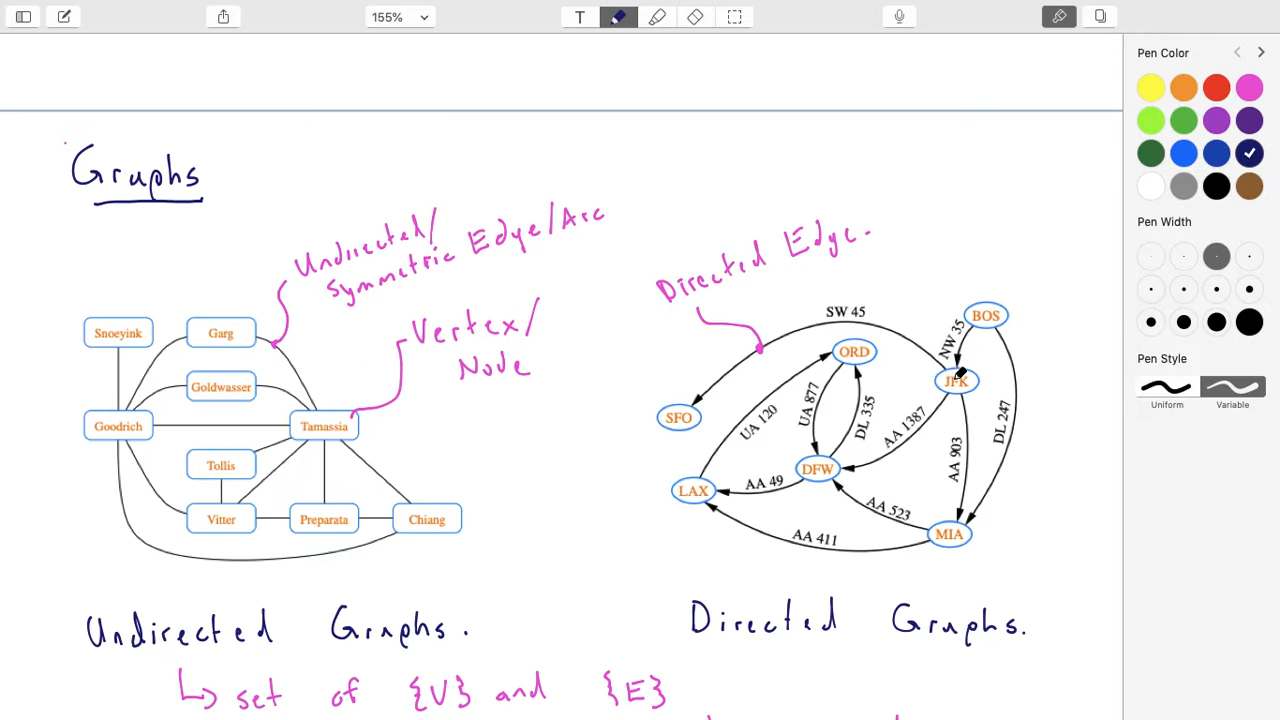 155%
T
Pen Color
Graphs
Undirected/
Symmetric Edge/Arc
Vertex/
Node
Directed Edge.
Snoeyink
Garg
Goldwasser
Goodrich
Tamassia
Tollis
Vitter
Preparata
Chiang
SW 45
BOS
NW 35
ORD
JFK
SFO
UA 120
UA 877
DL 335
AA 1387
DL 247
AA 903
DFW
LAX
AA 49
AA 523
MIA
AA 411
Undirected Graphs.
Directed Graphs.
↳ set of {V} and {E}
Pen Width
Pen Style
Uniform
Variable